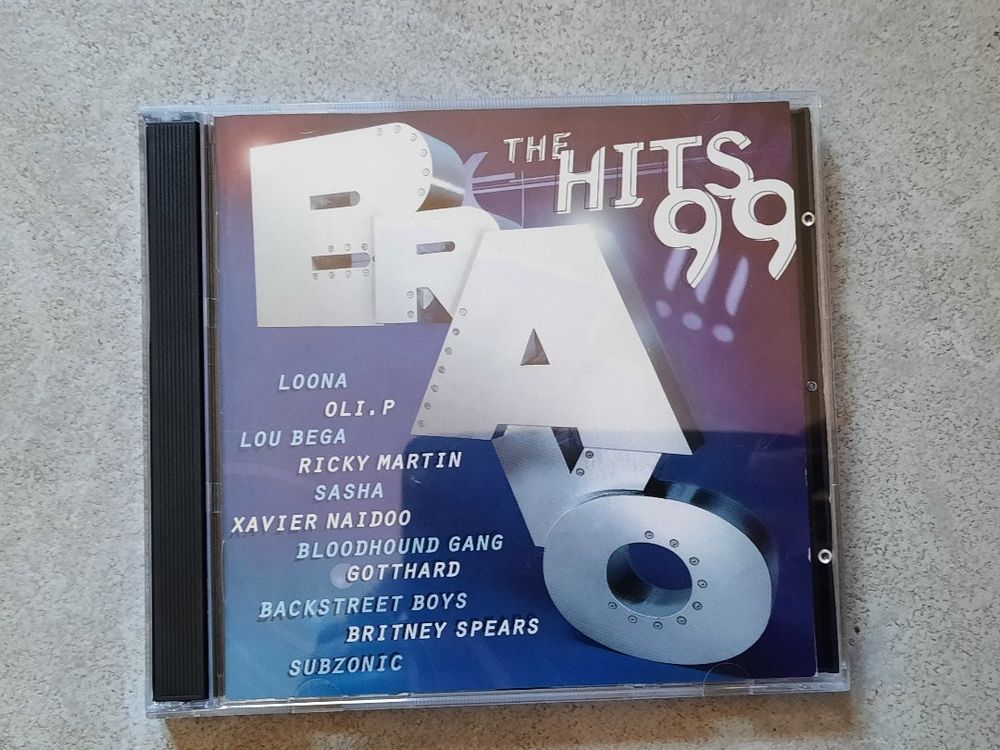 BRAVO
THE
HITS
99
LOONA
OLI.P
LOU BEGA
RICKY MARTIN
SASHA
XAVIER NAIDOO
BLOODHOUND GANG
GOTTHARD
BACKSTREET BOYS
BRITNEY SPEARS
SUBZONIC